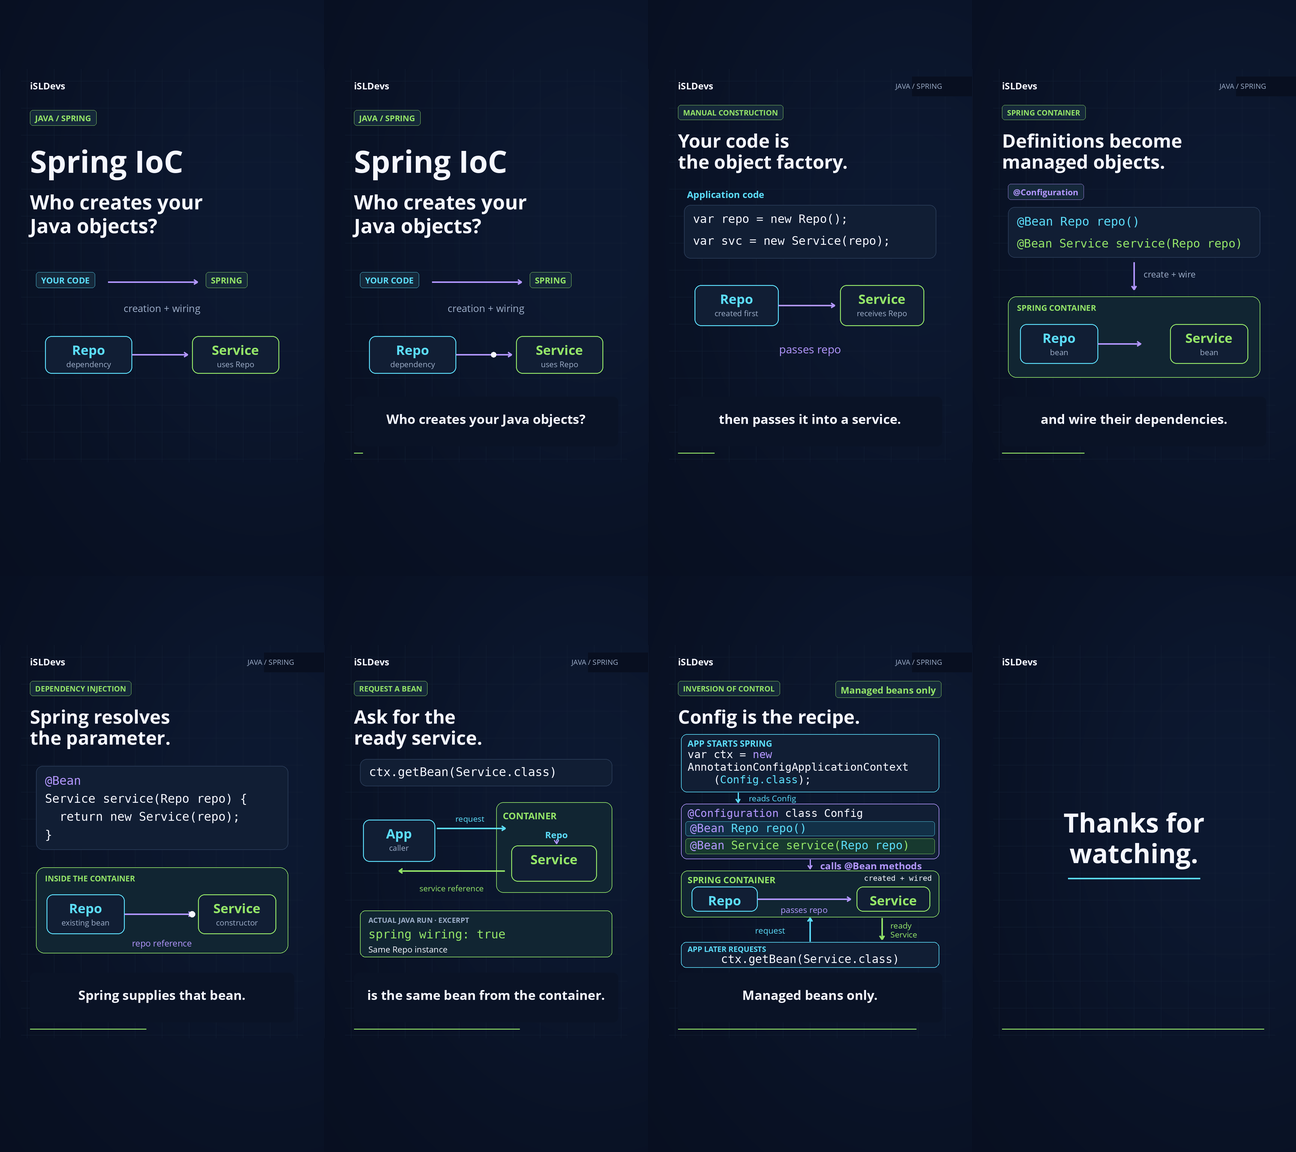 iSLDevs
JAVA / SPRING
Spring IoC
Who creates your
Java objects?
YOUR CODE
SPRING
creation + wiring
Repo
dependency
Service
uses Repo
iSLDevs
JAVA / SPRING
Spring IoC
Who creates your
Java objects?
YOUR CODE
SPRING
creation + wiring
Repo
dependency
Service
uses Repo
Who creates your Java objects?
iSLDevs
JAVA / SPRING
MANUAL CONSTRUCTION
Your code is
the object factory.
Application code
var repo = new Repo();
var svc = new Service(repo);
Repo
created first
Service
receives Repo
passes repo
then passes it into a service.
JAVA / SPRING
SPRING CONTAINER
Definitions become
managed objects.
@Configuration
@Bean Repo repo()
@Bean Service service(Repo repo)
create + wire
SPRING CONTAINER
Repo
bean
Service
bean
and wire their dependencies.
iSLDevs
JAVA / SPRING
DEPENDENCY INJECTION
Spring resolves
the parameter.
@Bean
Service service(Repo repo) {
return new Service(repo);
}
INSIDE THE CONTAINER
Repo
existing bean
Service
constructor
repo reference
Spring supplies that bean.
iSLDevs
JAVA / SPRING
REQUEST A BEAN
Ask for the
ready service.
ctx.getBean(Service.class)
App
caller
request
CONTAINER
Repo
Service
service reference
ACTUAL JAVA RUN · EXCERPT
spring wiring: true
Same Repo instance
is the same bean from the container.
iSLDevs
JAVA / SPRING
INVERSION OF CONTROL
Managed beans only
Config is the recipe.
APP STARTS SPRING
var ctx = new
AnnotationConfigApplicationContext
(Config.class);
reads Config
@Configuration class Config
@Bean Repo repo()
@Bean Service service(Repo repo)
calls @Bean methods
SPRING CONTAINER
created + wired
Repo
passes repo
Service
request
ready
Service
APP LATER REQUESTS
ctx.getBean(Service.class)
Managed beans only.
iSLDevs
Thanks for
watching.